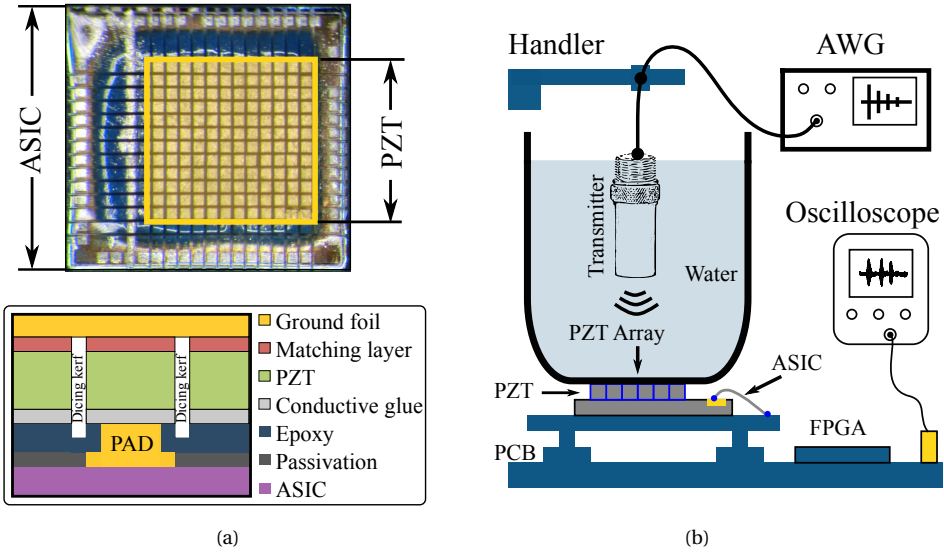 ASIC
PZT
Ground foil
Matching layer
PZT
Conductive glue
Epoxy
Passivation
ASIC
Dicing kerf
Dicing kerf
PAD
(a)
Handler
AWG
Transmitter
Water
Oscilloscope
PZT Array
PZT
ASIC
PCB
FPGA
(b)